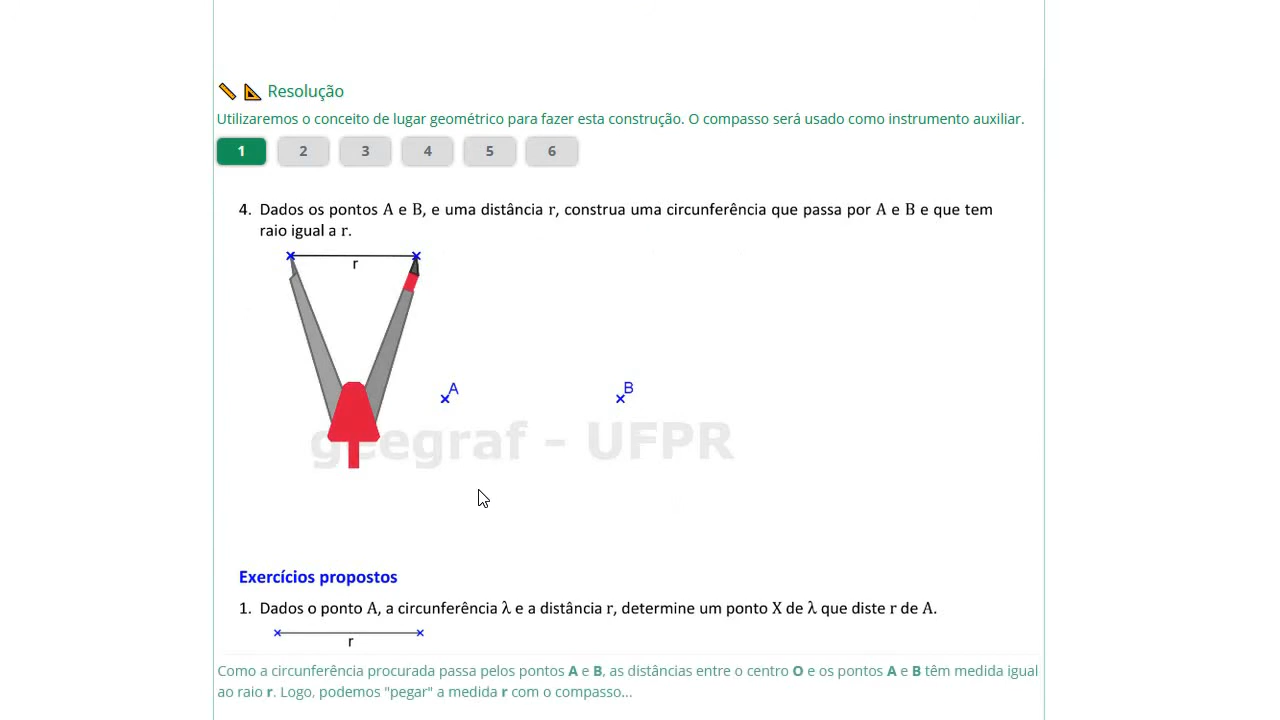 Resolução
Utilizaremos o conceito de lugar geométrico para fazer esta construção. O compasso será usado como instrumento auxiliar.
1 2 3 4 5 6
4. Dados os pontos A e B, e uma distância r, construa uma circunferência que passa por A e B e que tem
raio igual a r.
r
A B
geegraf - UFPR
Exercícios propostos
1. Dados o ponto A, a circunferência λ e a distância r, determine um ponto X de λ que diste r de A.
r
Como a circunferência procurada passa pelos pontos A e B, as distâncias entre o centro O e os pontos A e B têm medida igual
ao raio r. Logo, podemos "pegar" a medida r com o compasso...